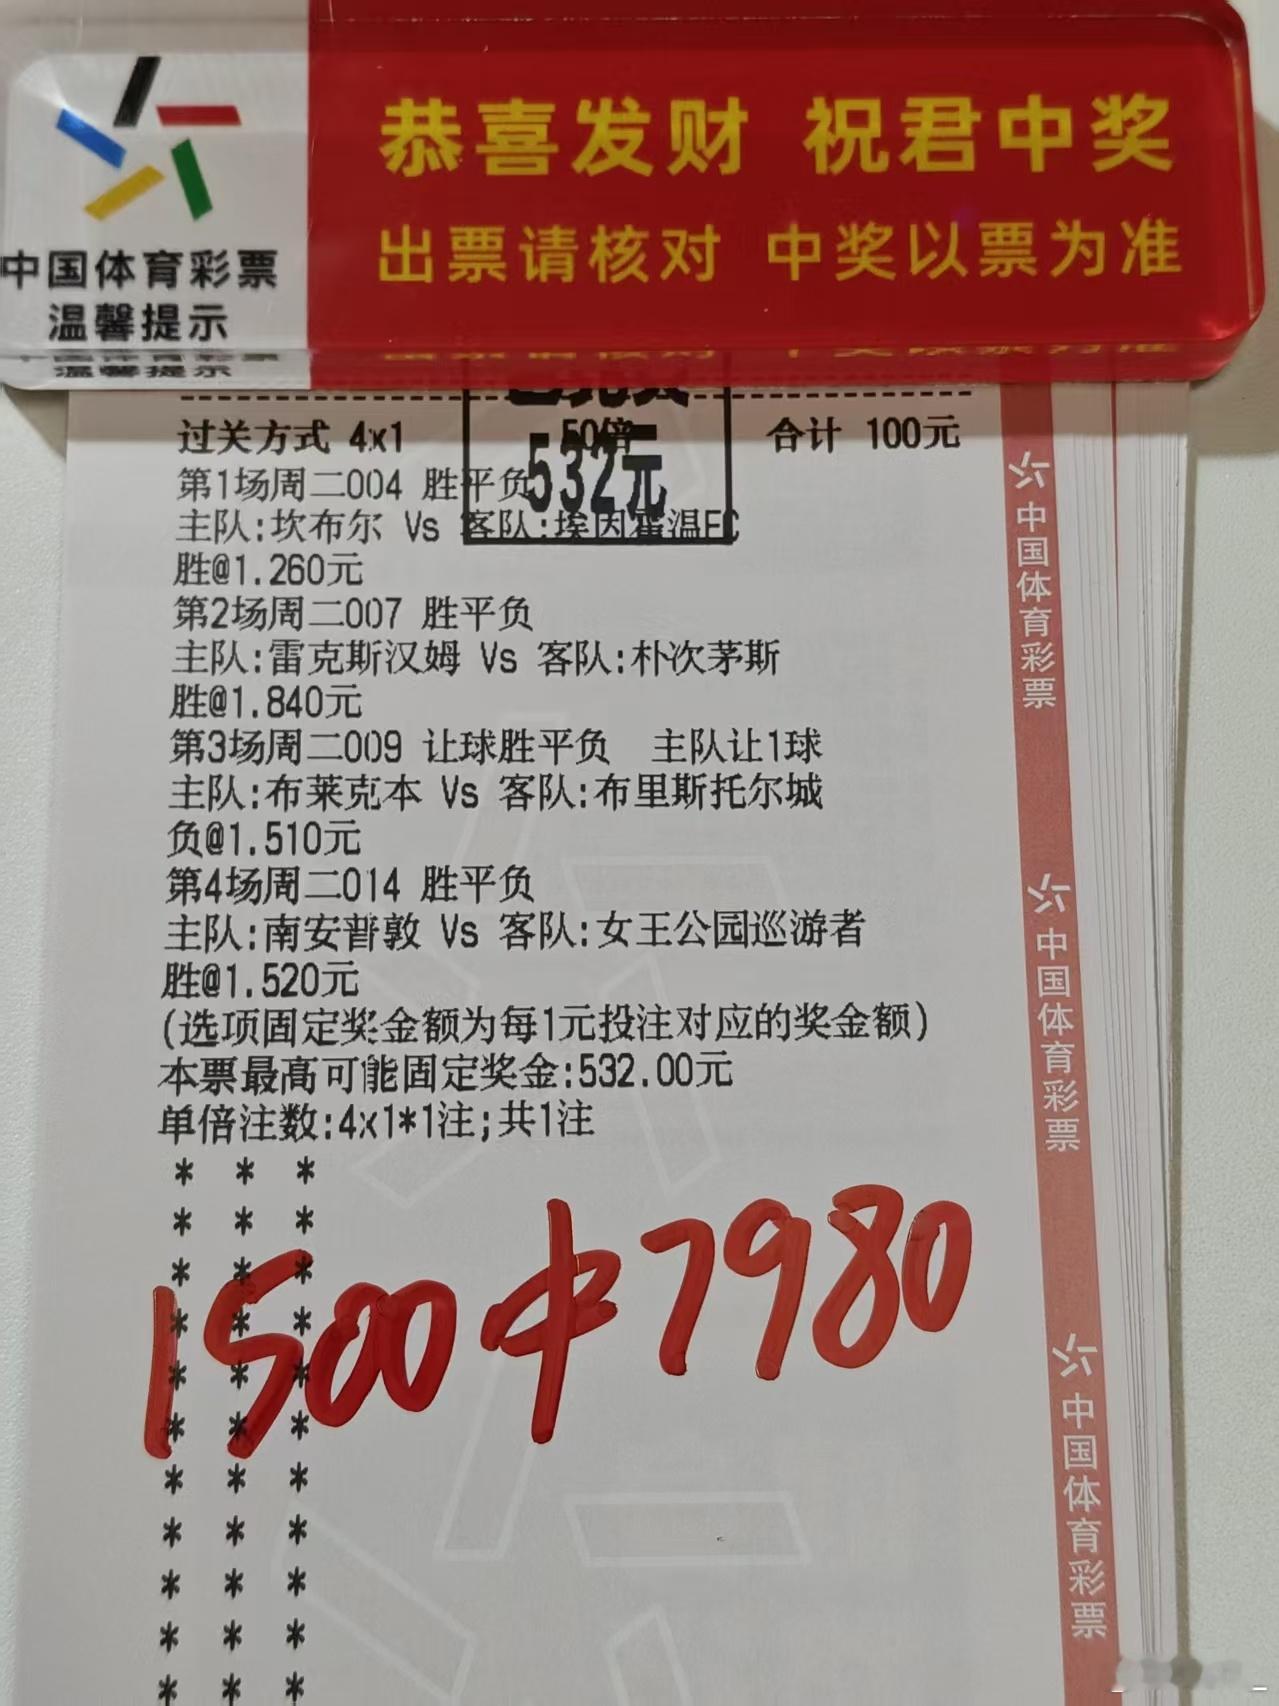 恭喜发财 祝君中奖
出票请核对 中奖以票为准
中国体育彩票
温馨提示
过关方式 4x1 50倍 合计 100元
532元
第1场周二004 胜平负
主队:坎布尔 Vs 客队:埃因霍温FC
胜@1.260元
第2场周二007 胜平负
主队:雷克斯汉姆 Vs 客队:朴次茅斯
胜@1.840元
第3场周二009 让球胜平负 主队让1球
主队:布莱克本 Vs 客队:布里斯托尔城
负@1.510元
第4场周二014 胜平负
主队:南安普敦 Vs 客队:女王公园巡游者
胜@1.520元
(选项固定奖金额为每1元投注对应的奖金额)
本票最高可能固定奖金:532.00元
单倍注数:4x1*1注;共1注
* * *
* * *
* * *
* * *
* * *
* * *
* * *
* * *
* * *
* * *
* * *
1500中7980
中国体育彩票
中国体育彩票
中国体育彩票